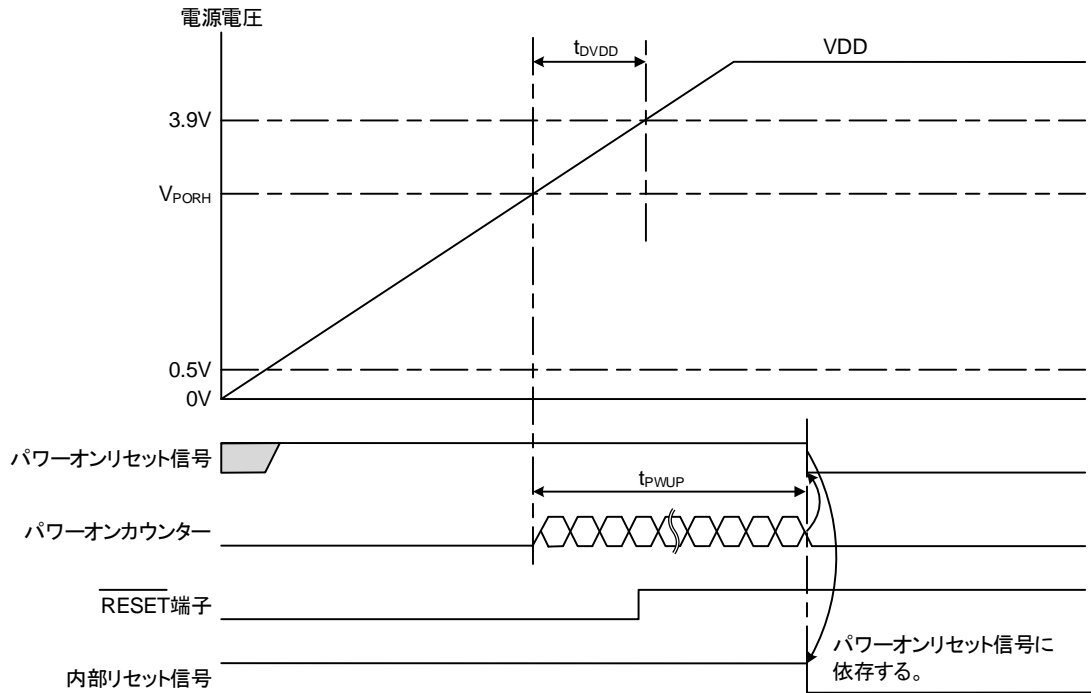 電源電圧
tDVDD
VDD
3.9V
VPORH
0.5V
0V
パワーオンリセット信号
tPWUP
パワーオンカウンター
RESET端子
パワーオンリセット信号に
依存する。
内部リセット信号